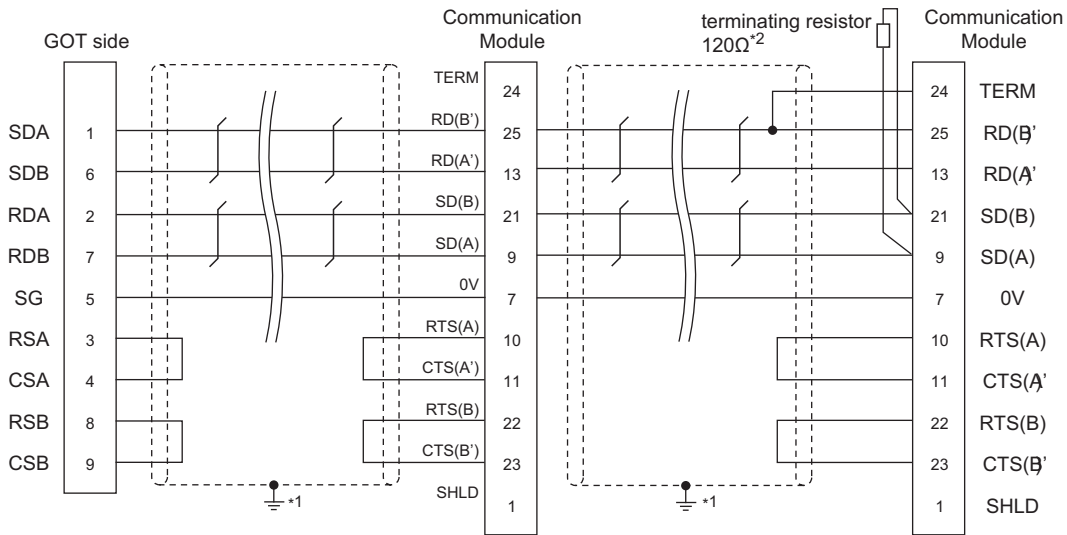 GOT side
Communication
Module
terminating resistor
120Ω*2
Communication
Module
SDA 1
SDB 6
RDA 2
RDB 7
SG 5
RSA 3
CSA 4
RSB 8
CSB 9
TERM 24
RD(B') 25
RD(A') 13
SD(B) 21
SD(A) 9
0V 7
RTS(A) 10
CTS(A') 11
RTS(B) 22
CTS(B') 23
SHLD 1
*1
*1
24 TERM
25 RD(B'
13 RD(A'
21 SD(B)
9 SD(A)
7 0V
10 RTS(A)
11 CTS(A'
22 RTS(B)
23 CTS(B'
1 SHLD